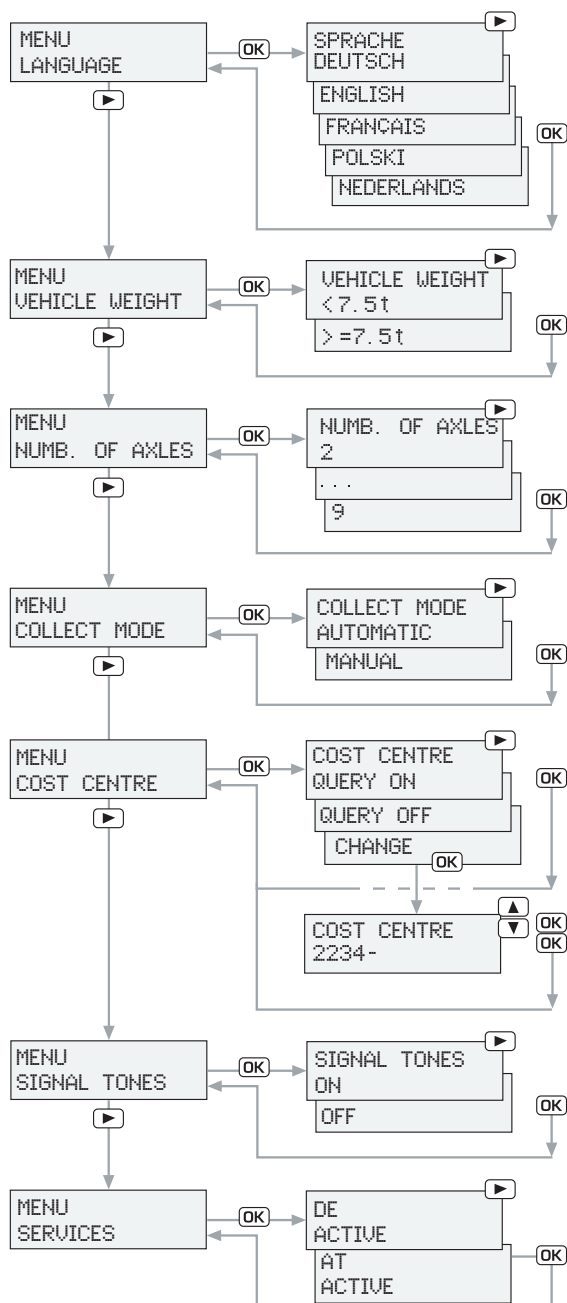 MENU
LANGUAGE
OK
SPRACHE
DEUTSCH
ENGLISH
FRANÇAIS
POLSKI
NEDERLANDS
OK
MENU
VEHICLE WEIGHT
OK
VEHICLE WEIGHT
<7.5t
>=7.5t
OK
MENU
NUMB. OF AXLES
OK
NUMB. OF AXLES
2
...
9
OK
MENU
COLLECT MODE
OK
COLLECT MODE
AUTOMATIC
MANUAL
OK
MENU
COST CENTRE
OK
COST CENTRE
QUERY ON
QUERY OFF
CHANGE
OK
OK
COST CENTRE
2234-
OK
OK
MENU
SIGNAL TONES
OK
SIGNAL TONES
ON
OFF
OK
MENU
SERVICES
OK
DE
ACTIVE
AT
ACTIVE
OK